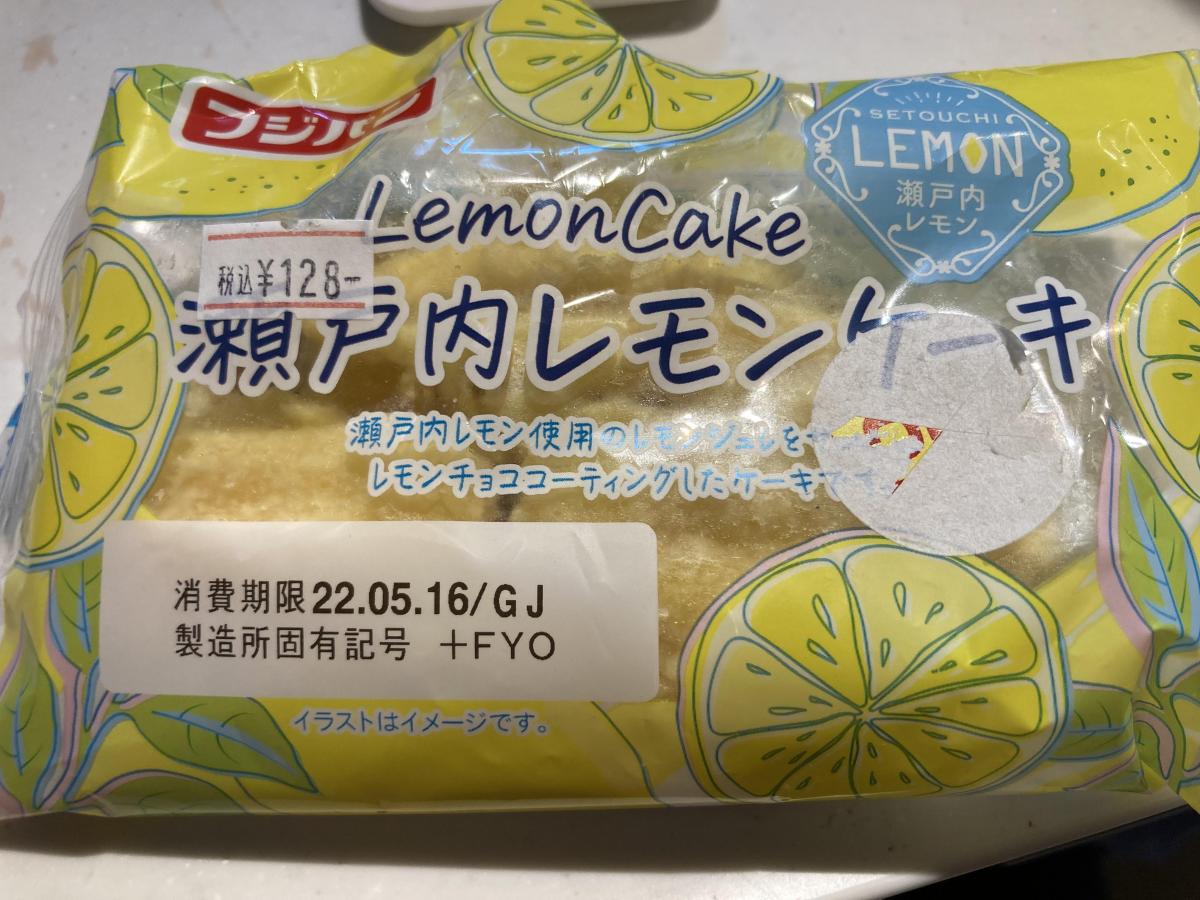 フジパン
SETOUCHI
LEMON
瀬戸内
レモン
LemonCake
税込¥128-
瀬戸内レモンケーキ
瀬戸内レモン使用のレモンジュレを
レモンチョココーティングしたケーキです。
消費期限22.05.16/GJ
製造所固有記号 +FYO
イラストはイメージです。